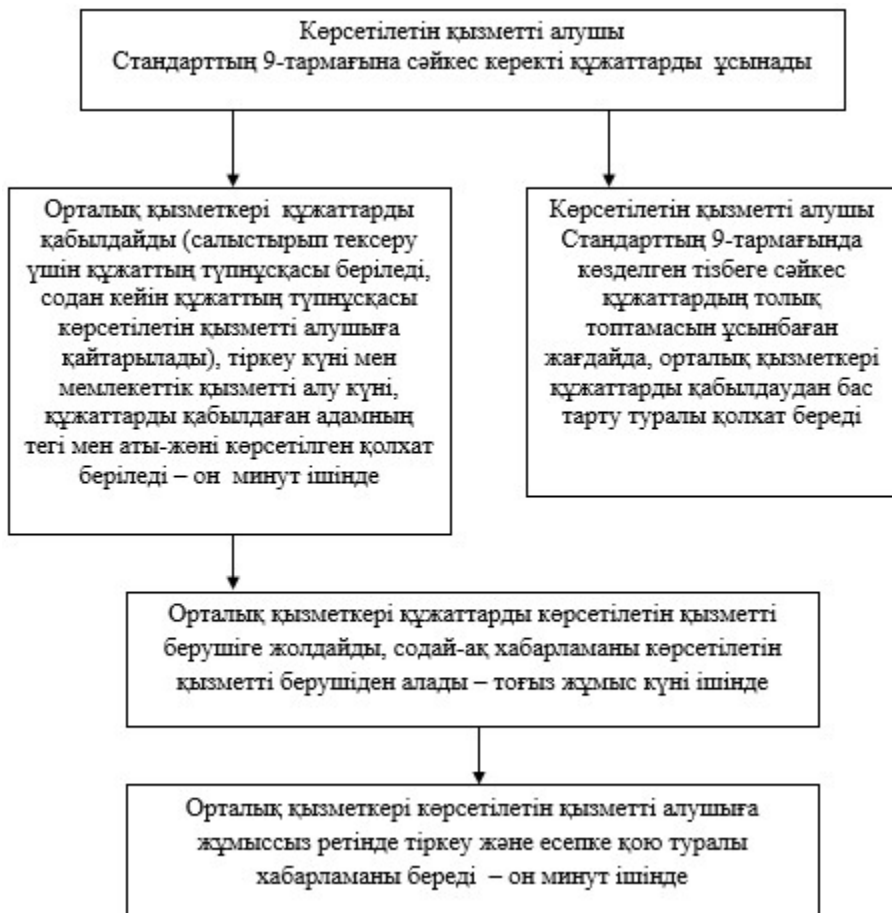 Көрсетілетін қызметті алушы
Стандарттың 9-тармағына сәйкес керекті құжаттарды ұсынады
Орталық қызметкері құжаттарды
қабылдайды (салыстырып тексеру
үшін құжаттың түпнұсқасы беріледі,
содан кейін құжаттың түпнұсқасы
көрсетілетін қызметті алушыға
қайтарылады), тіркеу күні мен
мемлекеттік қызметті алу күні,
құжаттарды қабылдаған адамның
тегі мен аты-жөні көрсетілген қолхат
беріледі – он минут ішінде
Көрсетілетін қызметті алушы
Стандарттың 9-тармағында
көзделген тізбеге сәйкес
құжаттардың толық
топтамасын ұсынбаған
жағдайда, орталық қызметкері
құжаттарды қабылдаудан бас
тарту туралы қолхат береді
Орталық қызметкері құжаттарды көрсетілетін қызметті
берушіге жолдайды, содай-ақ хабарламаны көрсетілетін
қызметті берушіден алады – тоғыз жұмыс күні ішінде
Орталық қызметкері көрсетілетін қызметті алушыға
жұмыссыз ретінде тіркеу және есепке қою туралы
хабарламаны береді – он минут ішінде